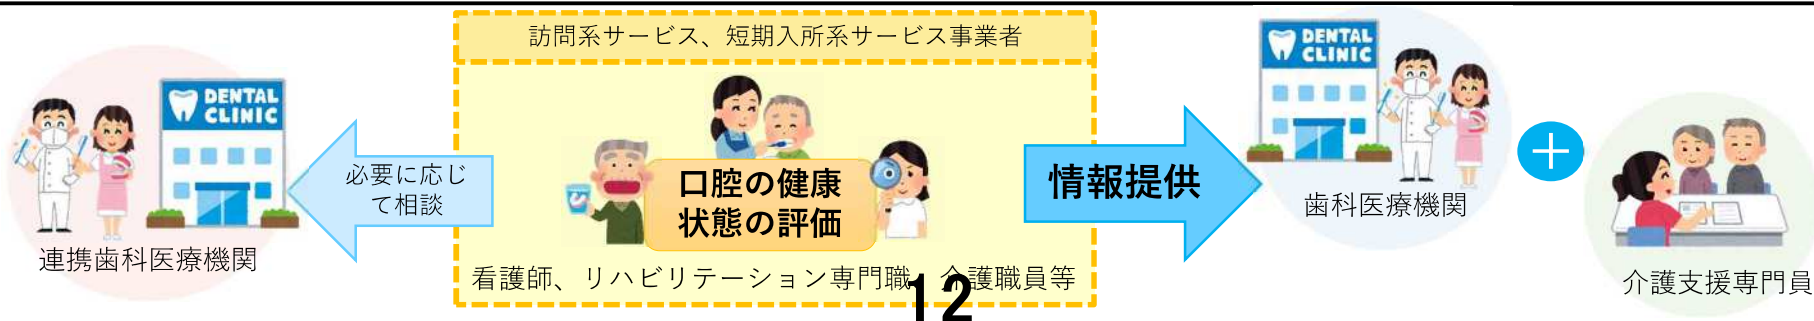 訪問系サービス、短期入所系サービス事業者
DENTAL
CLINIC
連携歯科医療機関
必要に応じ
て相談
口腔の健康
状態の評価
看護師、リハビリテーション専門職、介護職員等
12
情報提供
DENTAL
CLINIC
歯科医療機関
+
介護支援専門員